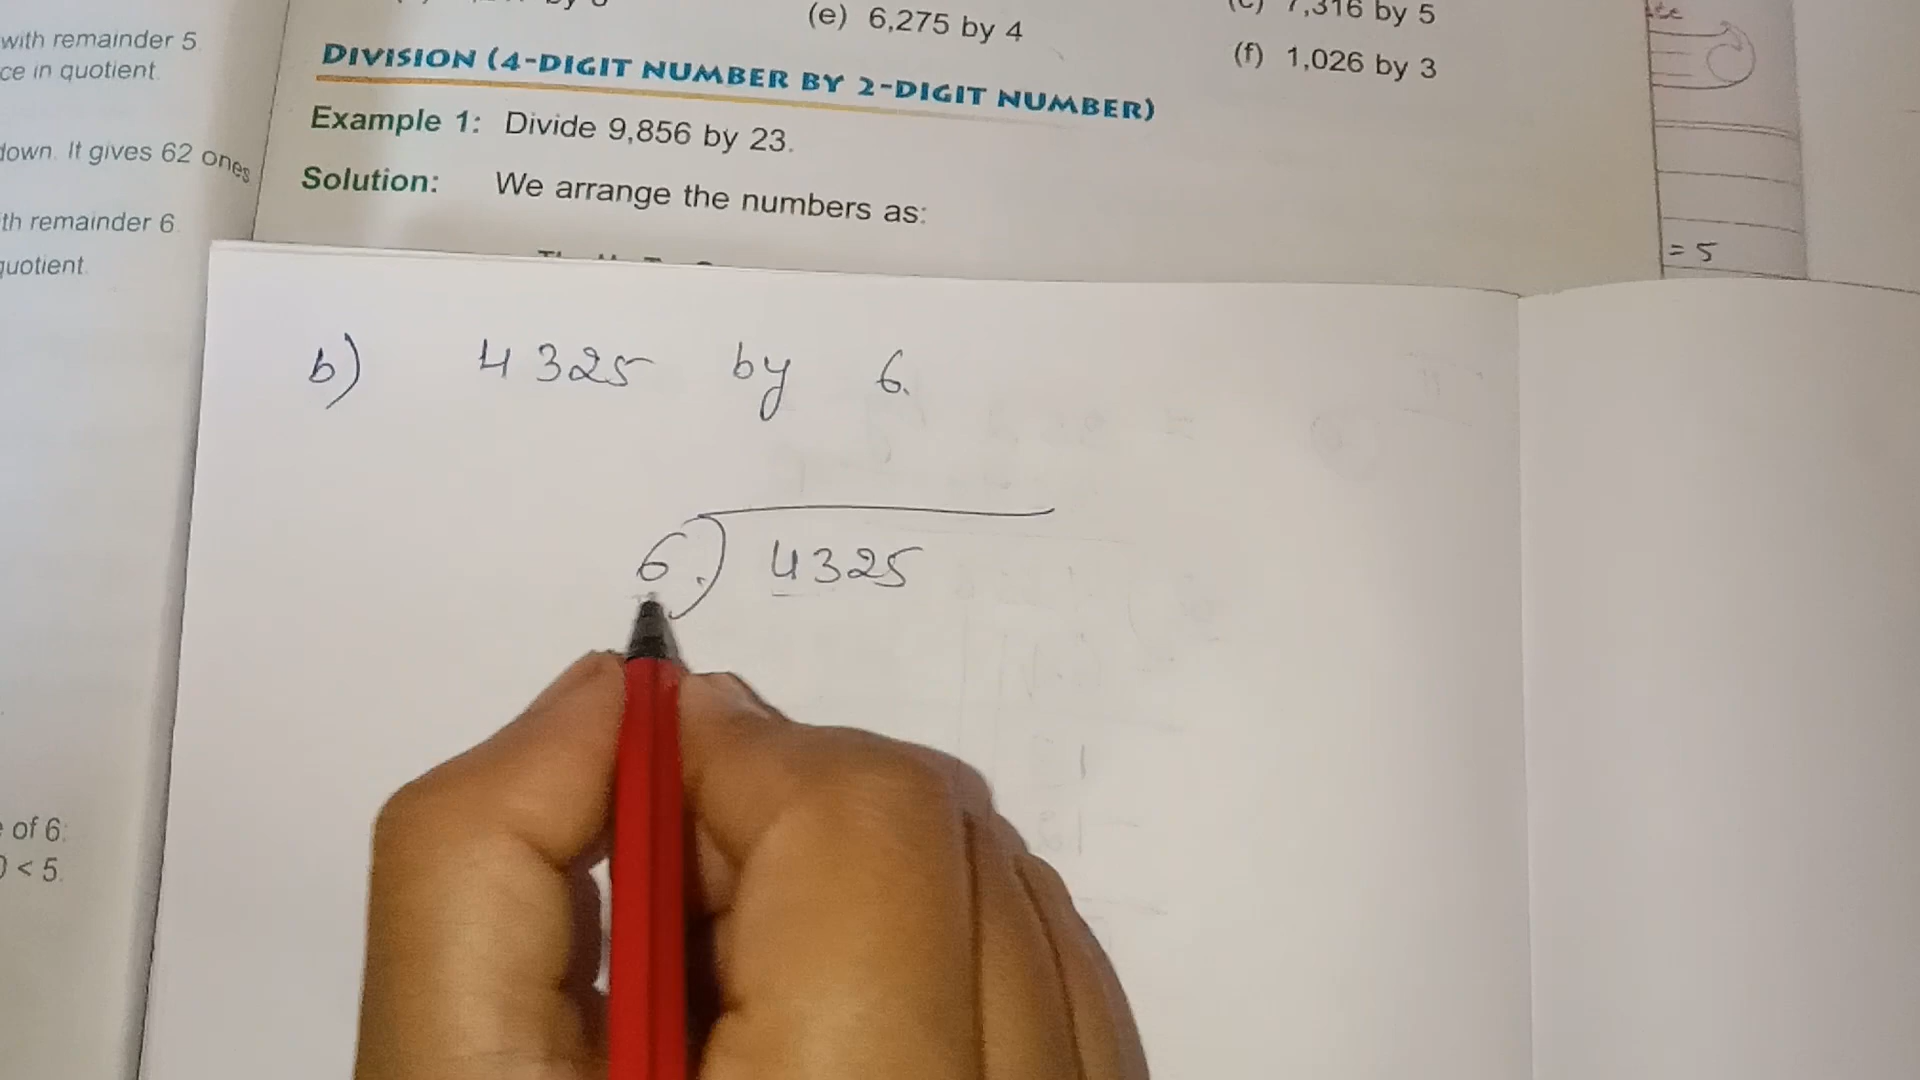 with remainder 5
ce in quotient.
down. It gives 62 ones
th remainder 6.
quotient.
of 6:
0 < 5.
(e) 6,275 by 4
7,316 by 5
(f) 1,026 by 3
DIVISION (4-DIGIT NUMBER BY 2-DIGIT NUMBER)
Example 1: Divide 9,856 by 23.
Solution: We arrange the numbers as:
= 5
b) 4325 by 6.
6.) 4325